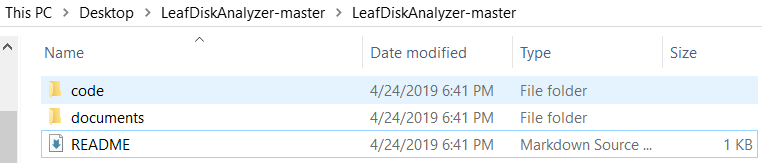 This PC > Desktop > LeafDiskAnalyzer-master > LeafDiskAnalyzer-master
Name Date modified Type Size
code 4/24/2019 6:41 PM File folder
documents 4/24/2019 6:41 PM File folder
README 4/24/2019 6:41 PM Markdown Source ... 1 KB